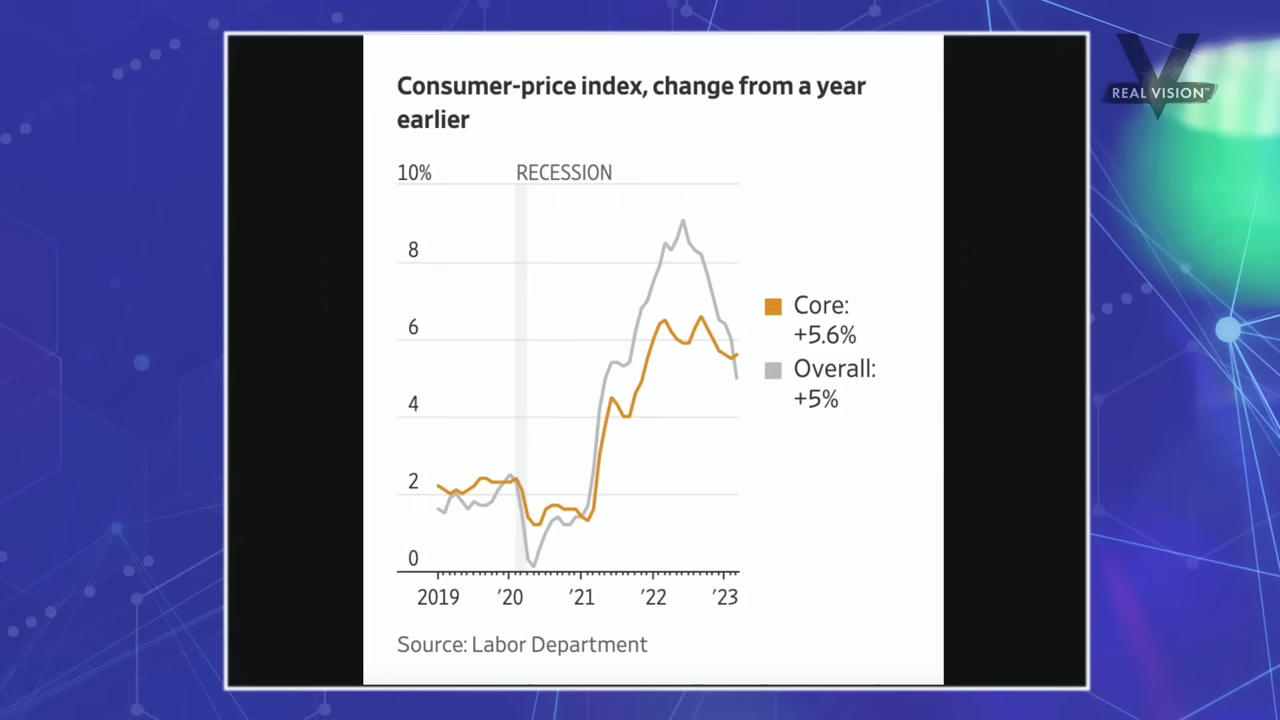 REAL VISION™
Consumer-price index, change from a year
earlier
10%
RECESSION
8
6
4
2
0
2019
'20
'21
'22
'23
Core:
+5.6%
Overall:
+5%
Source: Labor Department